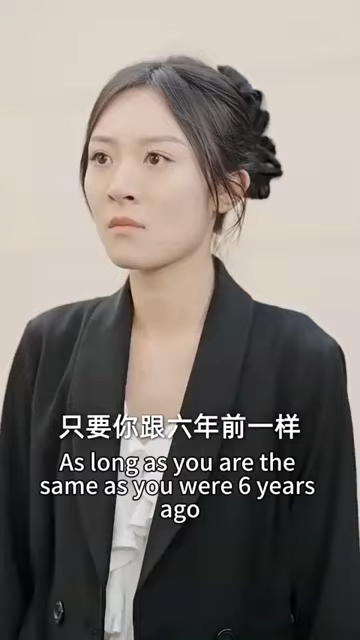 只要你跟六年前一样
As long as you are the
same as you were 6 years
ago